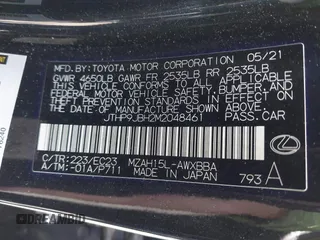 MFD.BY:TOYOTA MOTOR CORPORATION 05/21
GVWR 4650LB GAWR FR 2535LB RR 2535LB
THIS VEHICLE CONFORMS TO ALL APPLICABLE
FEDERAL MOTOR VEHICLE SAFETY, BUMPER, AND
THEFT PREVENTION STANDARDS IN EFFECT ON THE
DATE OF MANUFACTURE SHOWN ABOVE.
JTHP9JBH2M2048461 PASS.CAR
C/TR:223/EC23 MZAH15L-AWXBBA
A/TM:-01A/P711 MADE IN JAPAN 793 A